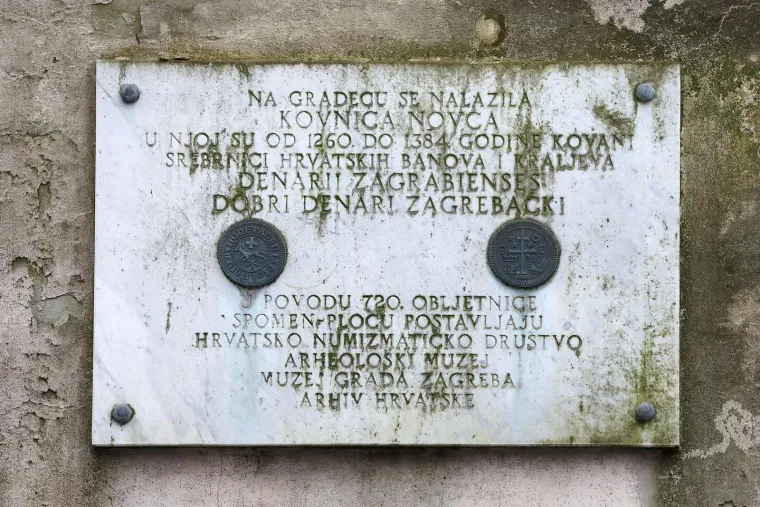 NA GRADECU SE NALAZILA
KOVNICA NOVCA
U NJOJ SU OD 1260. DO 1384. GODINE KOVANI
SREBRNICI HRVATSKIH BANOVA I KRALJEVA
DENARII ZAGRABIENSES
DOBRI DENARI ZAGREBAČKI
POVODU 720. OBLJETNICE
SPOMEN-PLOČU POSTAVLJAJU
HRVATSKO NUMIZMATIČKO DRUŠTVO
ARHEOLOŠKI MUZEJ
MUZEJ GRADA ZAGREBA
ARHIV HRVATSKE